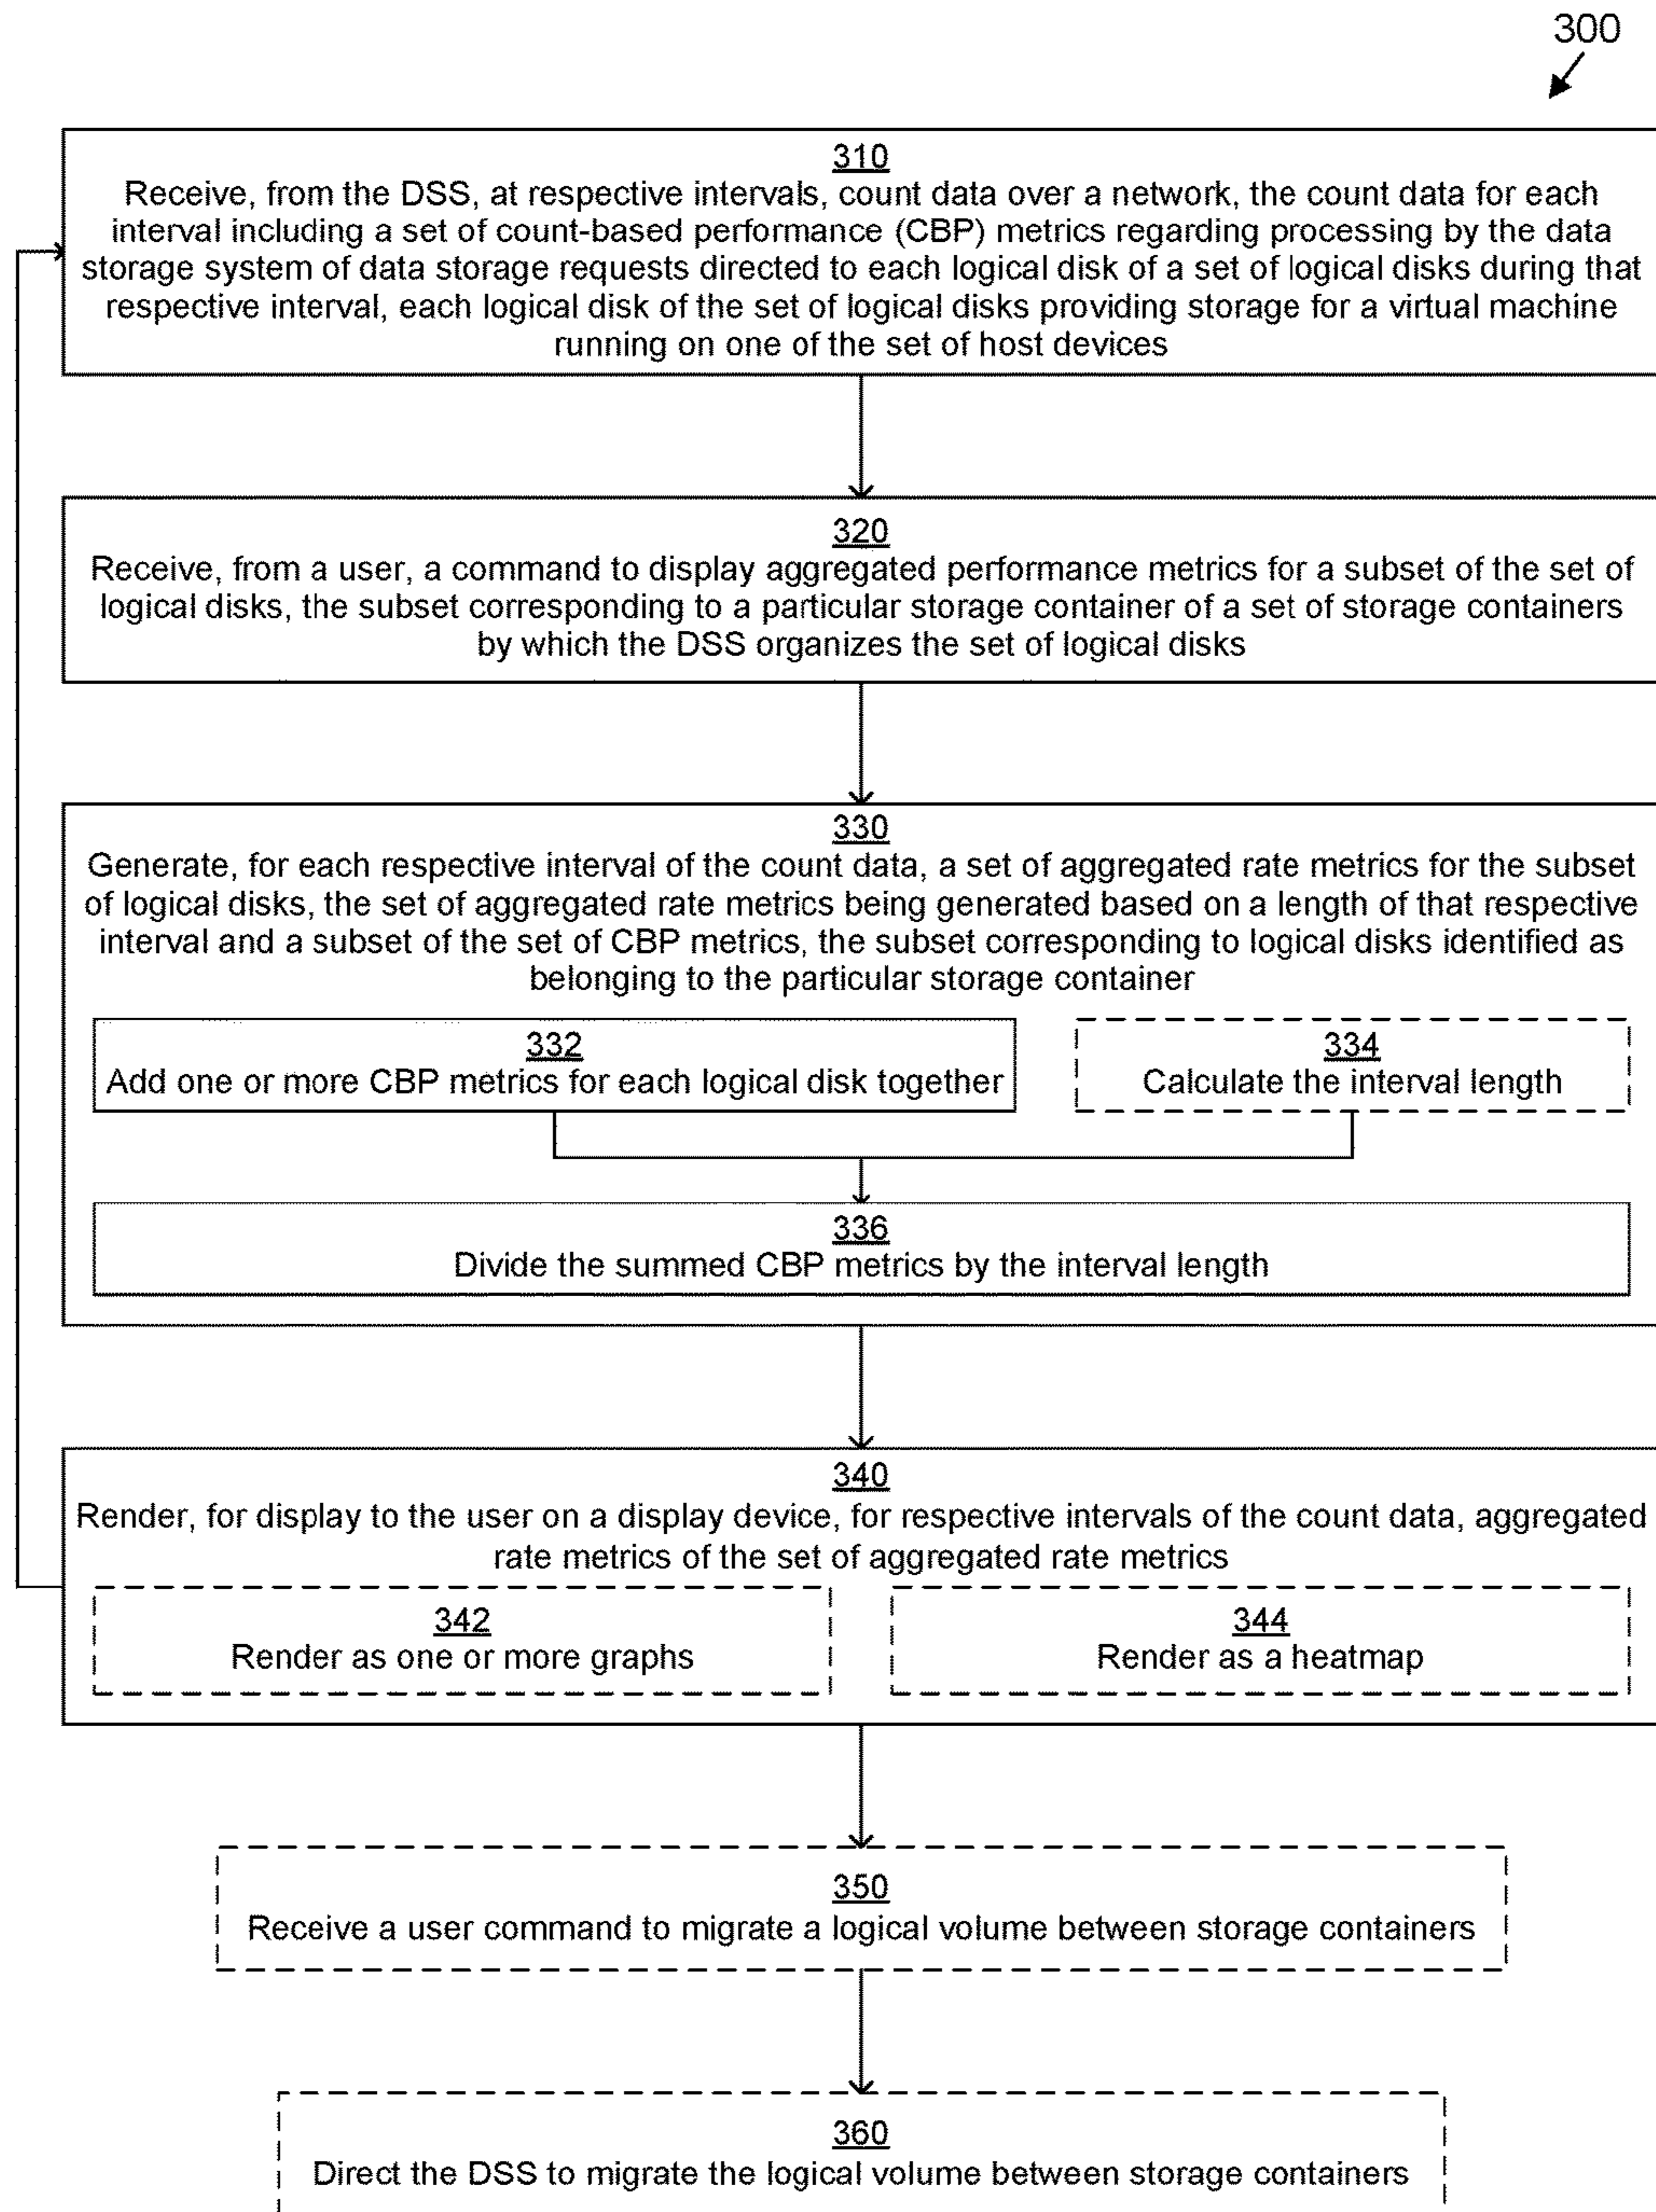 300
310
Receive, from the DSS, at respective intervals, count data over a network, the count data for each
interval including a set of count-based performance (CBP) metrics regarding processing by the data
storage system of data storage requests directed to each logical disk of a set of logical disks during that
respective interval, each logical disk of the set of logical disks providing storage for a virtual machine
running on one of the set of host devices
320
Receive, from a user, a command to display aggregated performance metrics for a subset of the set of
logical disks, the subset corresponding to a particular storage container of a set of storage containers
by which the DSS organizes the set of logical disks
330
Generate, for each respective interval of the count data, a set of aggregated rate metrics for the subset
of logical disks, the set of aggregated rate metrics being generated based on a length of that respective
interval and a subset of the set of CBP metrics, the subset corresponding to logical disks identified as
belonging to the particular storage container
332
Add one or more CBP metrics for each logical disk together
334
Calculate the interval length
336
Divide the summed CBP metrics by the interval length
340
Render, for display to the user on a display device, for respective intervals of the count data, aggregated
rate metrics of the set of aggregated rate metrics
342
Render as one or more graphs
344
Render as a heatmap
350
Receive a user command to migrate a logical volume between storage containers
360
Direct the DSS to migrate the logical volume between storage containers